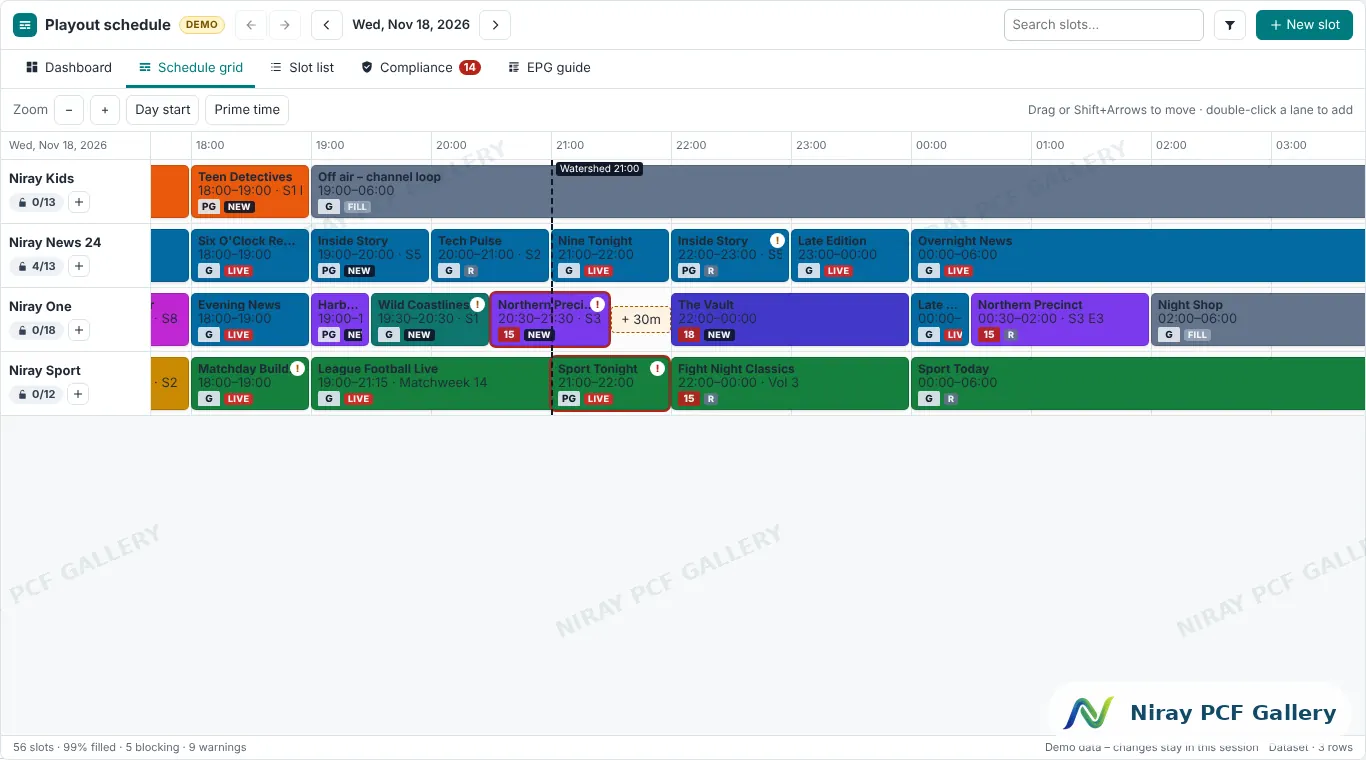 Playout schedule DEMO Wed, Nov 18, 2026 Search slots... + New slot
Dashboard Schedule grid Slot list Compliance 14 EPG guide
Zoom − + Day start Prime time Drag or Shift+Arrows to move · double-click a lane to add
Wed, Nov 18, 2026 18:00 19:00 20:00 21:00 22:00 23:00 00:00 01:00 02:00 03:00
Watershed 21:00
Niray Kids
0/13 +
Teen Detectives
18:00–19:00 · S1
PG NEW
Off air – channel loop
19:00–06:00
G FILL
Niray News 24
4/13 +
Six O'Clock Re...
18:00–19:00
G LIVE
Inside Story
19:00–20:00 · S5
PG NEW
Tech Pulse
20:00–21:00 · S2
G R
Nine Tonight
21:00–22:00
G LIVE
Inside Story !
22:00–23:00 · S5
PG R
Late Edition
23:00–00:00
G LIVE
Overnight News
00:00–06:00
G LIVE
Niray One
0/18 +
· S8
Evening News
18:00–19:00
G LIVE
Harb...
19:00–1
PG NE
Wild Coastlines !
19:30–20:30 · S1
G NEW
Northern Preci... !
20:30–21:30 · S3
15 NEW
+ 30m
The Vault
22:00–00:00
18 NEW
Late ...
00:00–
G LIV
Northern Precinct
00:30–02:00 · S3 E3
15 R
Night Shop
02:00–06:00
G FILL
Niray Sport
0/12 +
· S2
Matchday Build !
18:00–19:00
G LIVE
League Football Live
19:00–21:15 · Matchweek 14
G LIVE
Sport Tonight !
21:00–22:00
PG LIVE
Fight Night Classics
22:00–00:00 · Vol 3
15 R
Sport Today
00:00–06:00
G R
PCF GALLERY
NIRAY PCF GALLERY
NIRAY PCF GALLERY
Niray PCF Gallery
56 slots · 99% filled · 5 blocking · 9 warnings Demo data – changes stay in this session Dataset · 3 rows